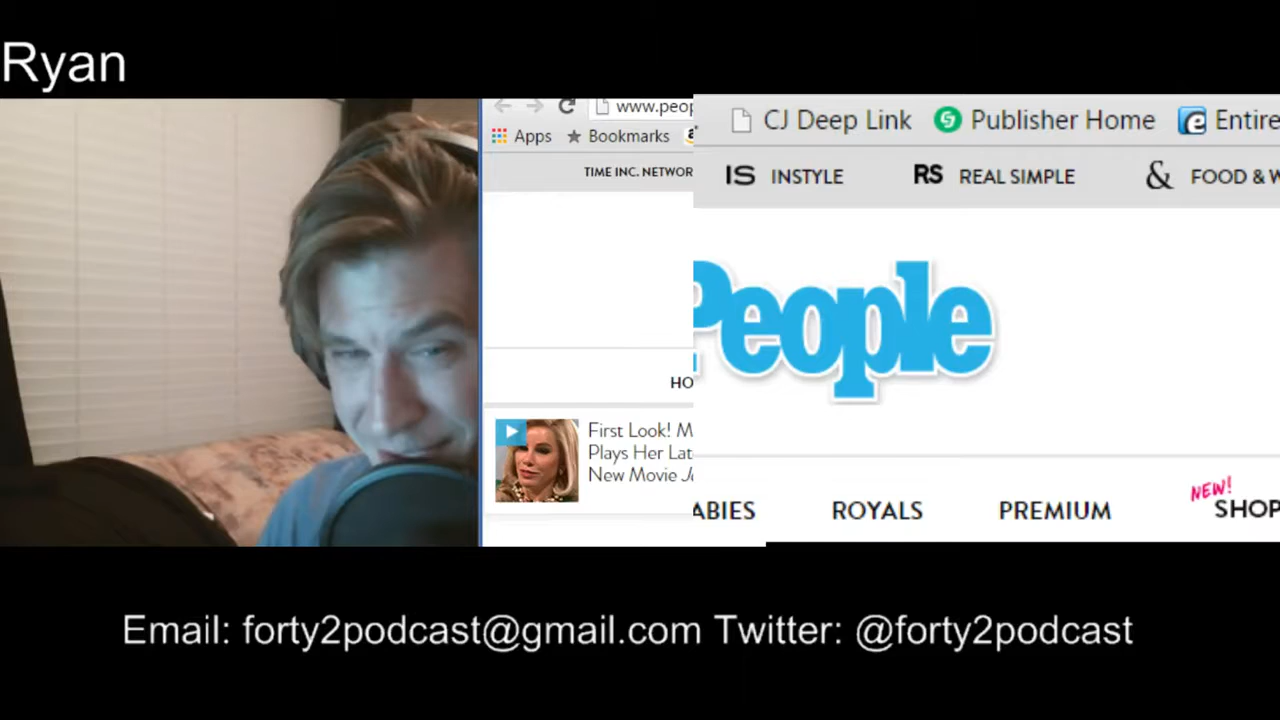 Ryan
www.peop
Apps Bookmarks
TIME INC. NETWOR
HO
First Look! M
Plays Her Lat
New Movie J
CJ Deep Link Publisher Home Entire
IS INSTYLE RS REAL SIMPLE & FOOD & W
People
ABIES ROYALS PREMIUM NEW! SHOP
Email: forty2podcast@gmail.com Twitter: @forty2podcast